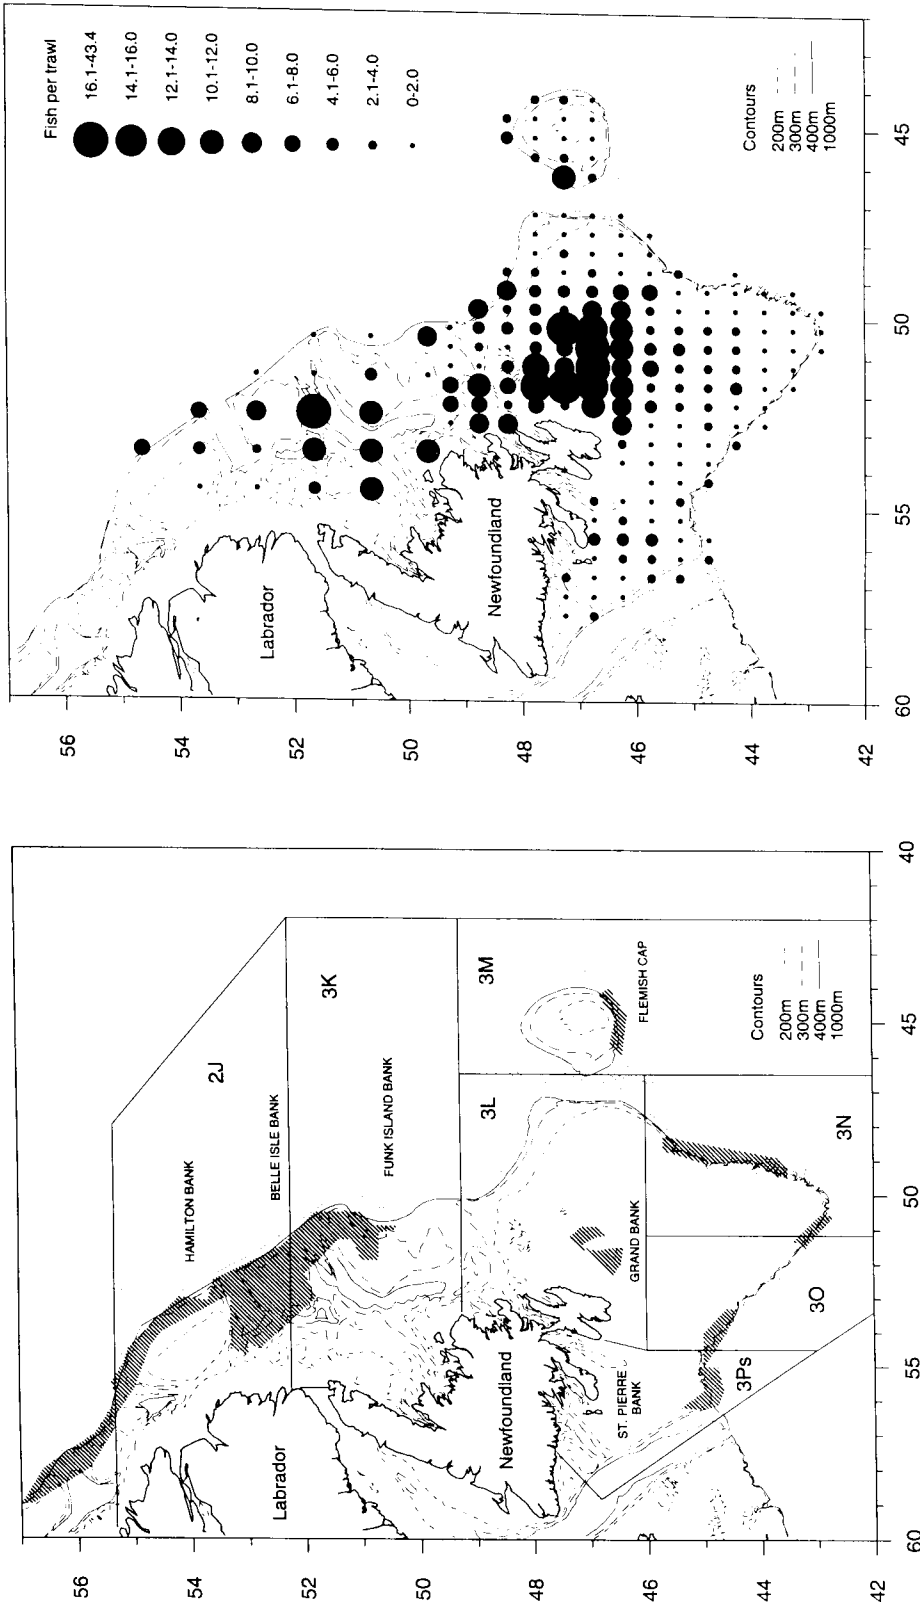 56
54
52
50
48
46
44
42
60
55
50
45
40
2J
3K
3L
3M
3N
3O
3Ps
HAMILTON BANK
BELLE ISLE BANK
FUNK ISLAND BANK
GRAND BANK
ST. PIERRE
BANK
FLEMISH CAP
Labrador
Newfoundland
Contours
200m
300m
400m
1000m
56
54
52
50
48
46
44
42
60
55
50
45
Labrador
Newfoundland
Fish per trawl
16.1-43.4
14.1-16.0
12.1-14.0
10.1-12.0
8.1-10.0
6.1-8.0
4.1-6.0
2.1-4.0
0-2.0
Contours
200m
300m
400m
1000m